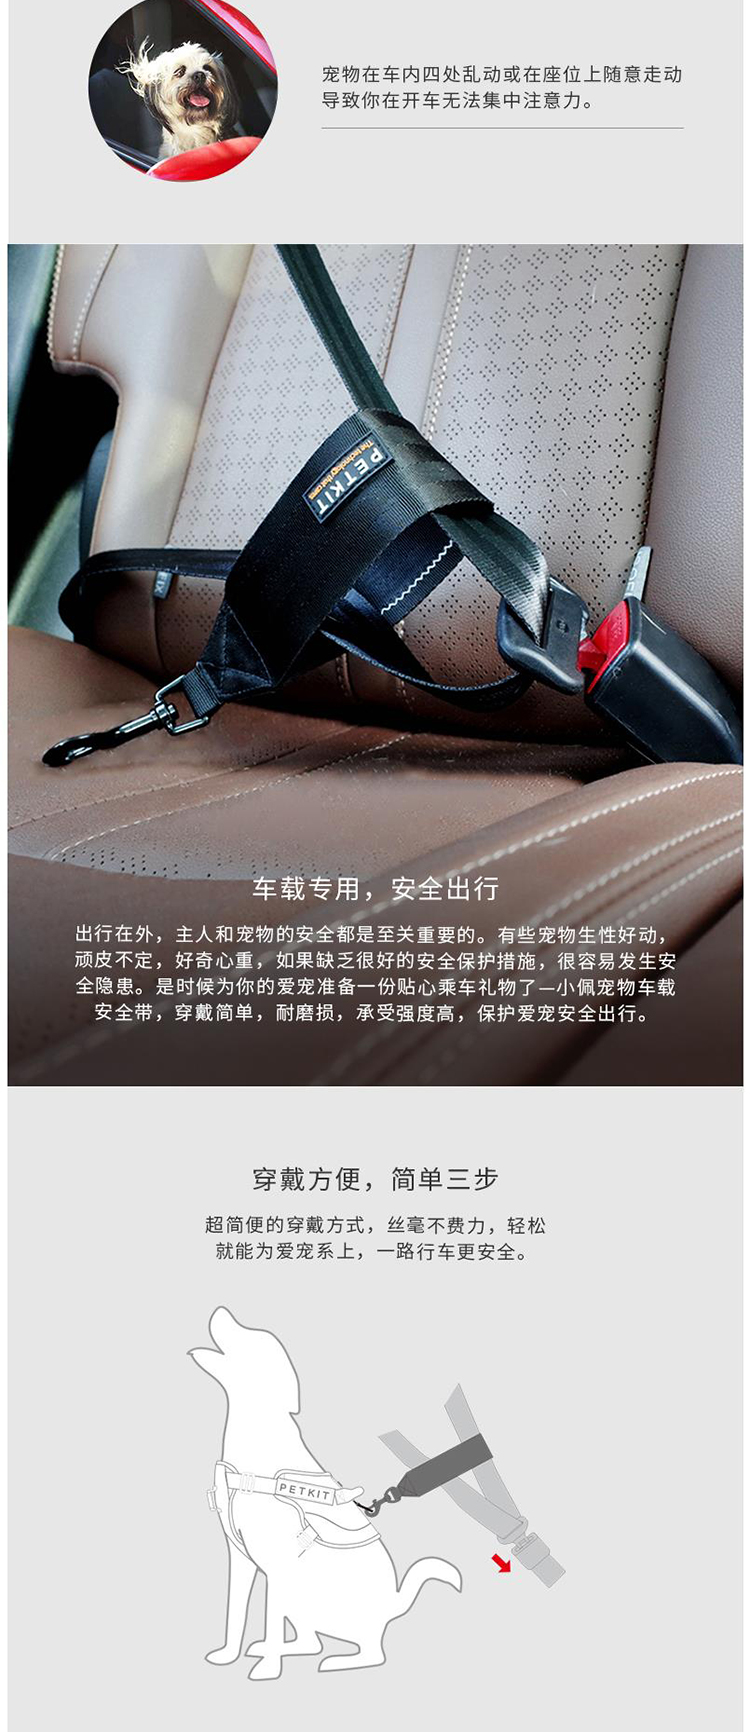 宠物在车内四处乱动或在座位上随意走动
导致你在开车无法集中注意力。
PETKIT
The technology that cares.
车载专用，安全出行
出行在外，主人和宠物的安全都是至关重要的。有些宠物生性好动，
顽皮不定，好奇心重，如果缺乏很好的安全保护措施，很容易发生安
全隐患。是时候为你的爱宠准备一份贴心乘车礼物了—小佩宠物车载
安全带，穿戴简单，耐磨损，承受强度高，保护爱宠安全出行。
穿戴方便，简单三步
超简便的穿戴方式，丝毫不费力，轻松
就能为爱宠系上，一路行车更安全。
PETKIT